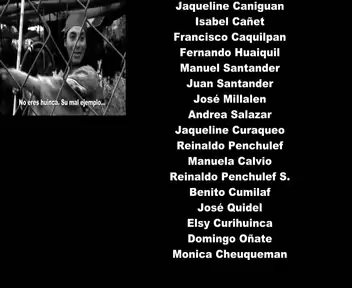 No eres huinca. Su mal ejemplo...
Jaqueline Caniguan
Isabel Cañet
Francisco Caquilpan
Fernando Huaiquil
Manuel Santander
Juan Santander
José Millalen
Andrea Salazar
Jaqueline Curaqueo
Reinaldo Penchulef
Manuela Calvio
Reinaldo Penchulef S.
Benito Cumilaf
José Quidel
Elsy Curihuinca
Domingo Oñate
Monica Cheuqueman